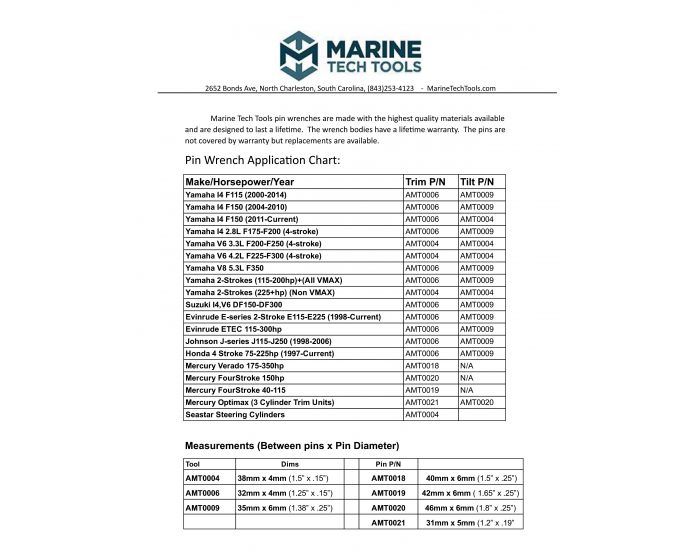 MARINE
TECH TOOLS
2652 Bonds Ave, North Charleston, South Carolina, (843)253-4123 - MarineTechTools.com
Marine Tech Tools pin wrenches are made with the highest quality materials available
and are designed to last a lifetime. The wrench bodies have a lifetime warranty. The pins are
not covered by warranty but replacements are available.
Pin Wrench Application Chart:
Make/Horsepower/Year Trim P/N Tilt P/N
Yamaha I4 F115 (2000-2014) AMT0006 AMT0009
Yamaha I4 F150 (2004-2010) AMT0006 AMT0009
Yamaha I4 F150 (2011-Current) AMT0006 AMT0004
Yamaha I4 2.8L F175-F200 (4-stroke) AMT0006 AMT0009
Yamaha V6 3.3L F200-F250 (4-stroke) AMT0004 AMT0004
Yamaha V6 4.2L F225-F300 (4-stroke) AMT0004 AMT0009
Yamaha V8 5.3L F350 AMT0004 AMT0009
Yamaha 2-Strokes (115-200hp)+(All VMAX) AMT0006 AMT0009
Yamaha 2-Strokes (225+hp) (Non VMAX) AMT0004 AMT0004
Suzuki I4,V6 DF150-DF300 AMT0006 AMT0009
Evinrude E-series 2-Stroke E115-E225 (1998-Current) AMT0006 AMT0009
Evinrude ETEC 115-300hp AMT0006 AMT0009
Johnson J-series J115-J250 (1998-2006) AMT0006 AMT0009
Honda 4 Stroke 75-225hp (1997-Current) AMT0006 AMT0009
Mercury Verado 175-350hp AMT0018 N/A
Mercury FourStroke 150hp AMT0020 N/A
Mercury FourStroke 40-115 AMT0019 N/A
Mercury Optimax (3 Cylinder Trim Units) AMT0021 AMT0020
Seastar Steering Cylinders AMT0004
Measurements (Between pins x Pin Diameter)
Tool Dims Pin P/N
AMT0004 38mm x 4mm (1.5" x .15") AMT0018 40mm x 6mm (1.5" x .25")
AMT0006 32mm x 4mm (1.25" x .15") AMT0019 42mm x 6mm ( 1.65" x .25")
AMT0009 35mm x 6mm (1.38" x .25") AMT0020 46mm x 6mm (1.8" x .25")
AMT0021 31mm x 5mm (1.2" x .19"